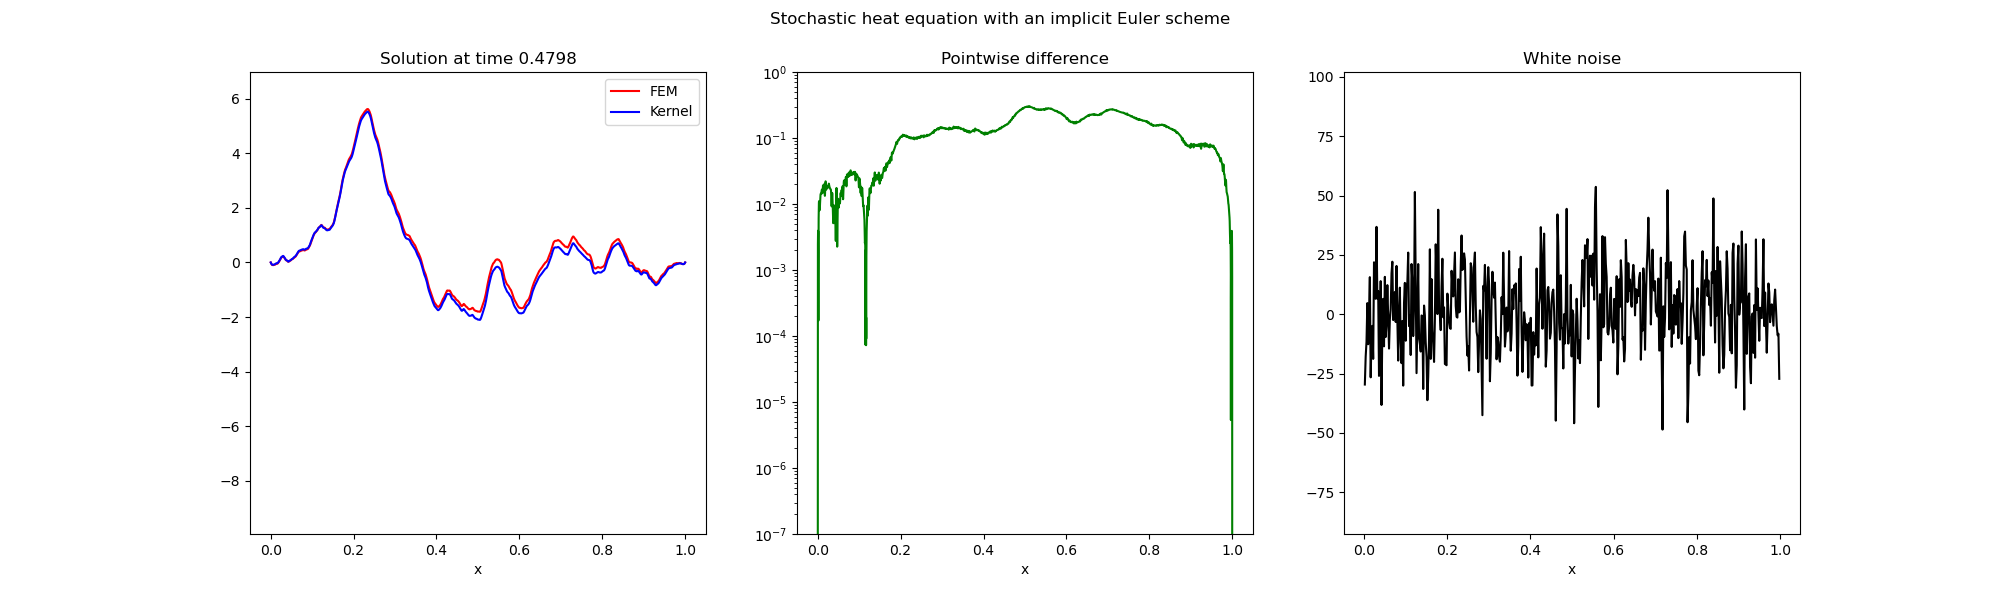 Stochastic heat equation with an implicit Euler scheme
Solution at time 0.4798
FEM
Kernel
6
4
2
0
−2
−4
−6
−8
0.0 0.2 0.4 0.6 0.8 1.0
x
Pointwise difference
10⁰
10⁻¹
10⁻²
10⁻³
10⁻⁴
10⁻⁵
10⁻⁶
10⁻⁷
0.0 0.2 0.4 0.6 0.8 1.0
x
White noise
100
75
50
25
0
−25
−50
−75
0.0 0.2 0.4 0.6 0.8 1.0
x